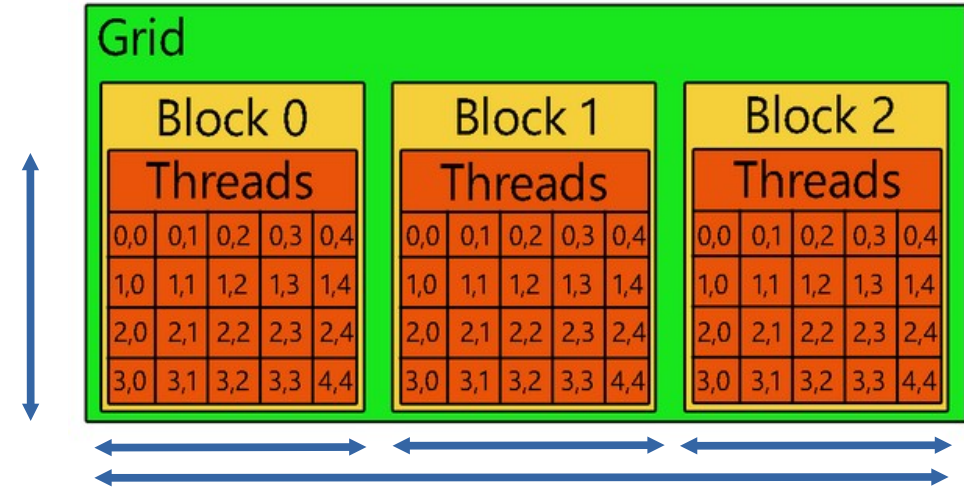 Grid
Block 0 Block 1 Block 2
Threads Threads Threads
0,0 0,1 0,2 0,3 0,4 0,0 0,1 0,2 0,3 0,4 0,0 0,1 0,2 0,3 0,4
1,0 1,1 1,2 1,3 1,4 1,0 1,1 1,2 1,3 1,4 1,0 1,1 1,2 1,3 1,4
2,0 2,1 2,2 2,3 2,4 2,0 2,1 2,2 2,3 2,4 2,0 2,1 2,2 2,3 2,4
3,0 3,1 3,2 3,3 4,4 3,0 3,1 3,2 3,3 4,4 3,0 3,1 3,2 3,3 4,4